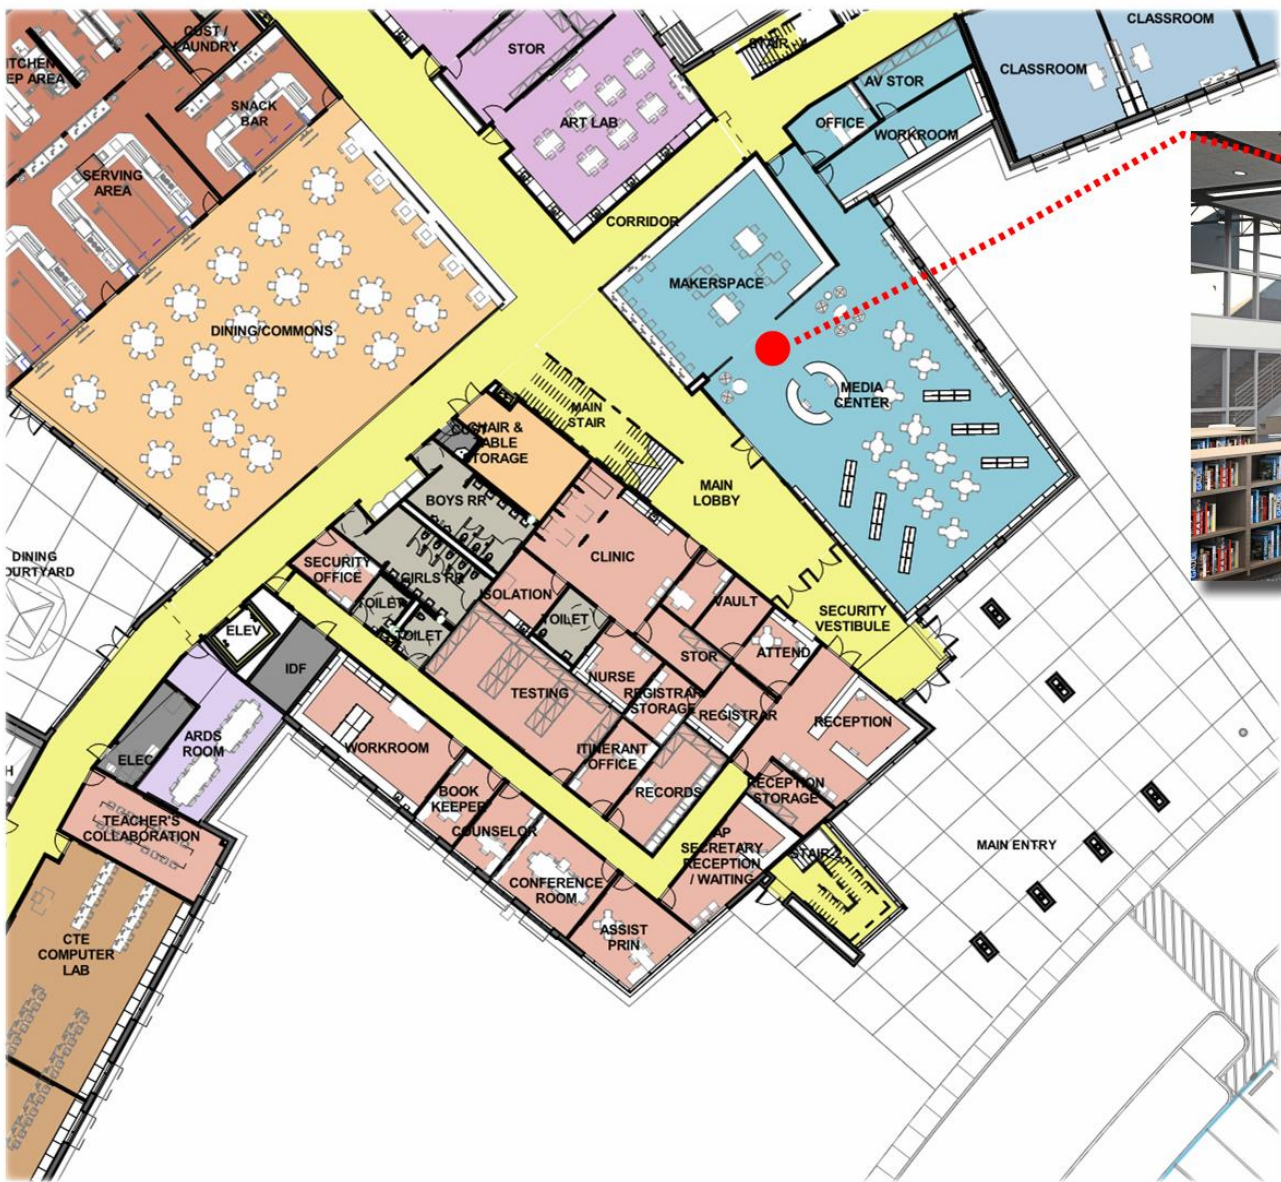 CUST /
LAUNDRY
STOR
STAIR
CLASSROOM
CLASSROOM
AV STOR
SNACK
BAR
ART LAB
OFFICE
WORKROOM
SERVING
AREA
CORRIDOR
MAKERSPACE
DINING/COMMONS
MEDIA
CENTER
MAIN
STAIR
STORAGE
MAIN
LOBBY
BOYS RR
DINING
CLINIC
SECURITY
OFFICE
GIRLS RR
ISOLATION
TOILET
TOILET
TOILET
VAULT
SECURITY
VESTIBULE
ELEV
IDF
STOR
ATTEND
NURSE
TESTING
REGISTRAR
STORAGE
REGISTRAR
RECEPTION
ARDS
ROOM
WORKROOM
ELEC
ITINERANT
OFFICE
BOOK
KEEPER
RECORDS
RECEPTION
STORAGE
TEACHER'S
COLLABORATION
COUNSELOR
AP
SECRETARY
RECEPTION
/ WAITING
MAIN ENTRY
CONFERENCE
ROOM
ASSIST
PRIN
CTE
COMPUTER
LAB